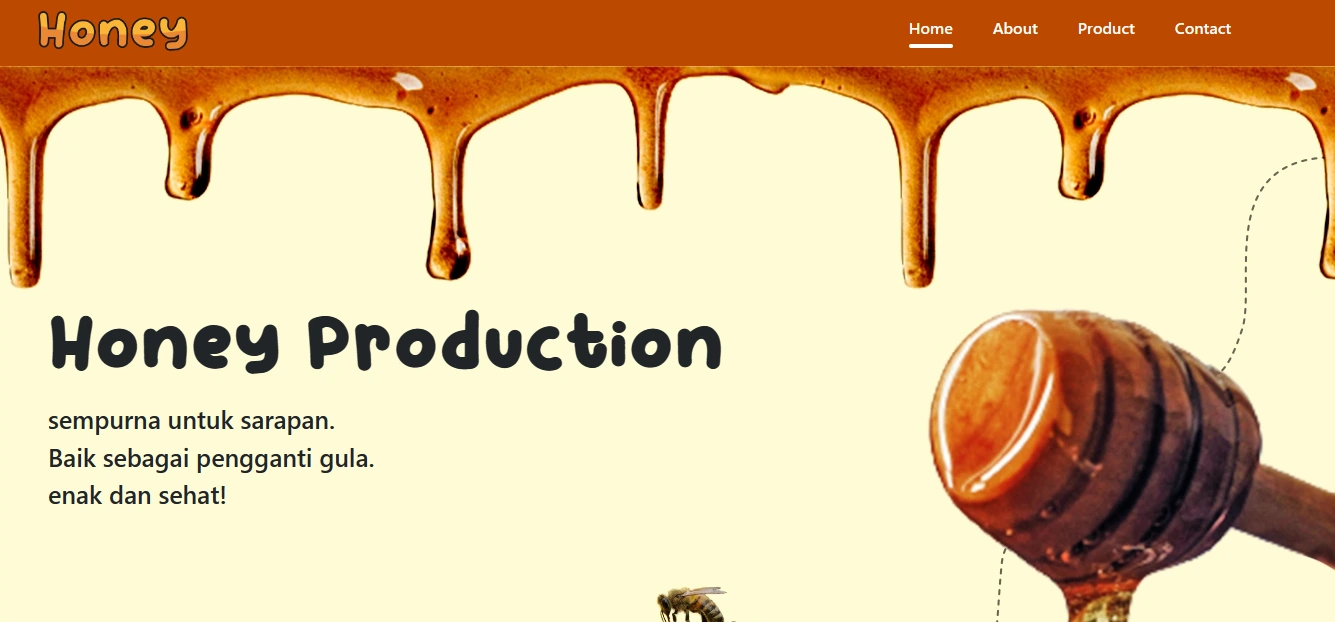 Honey
Home About Product Contact
Honey Production
sempurna untuk sarapan.
Baik sebagai pengganti gula.
enak dan sehat!